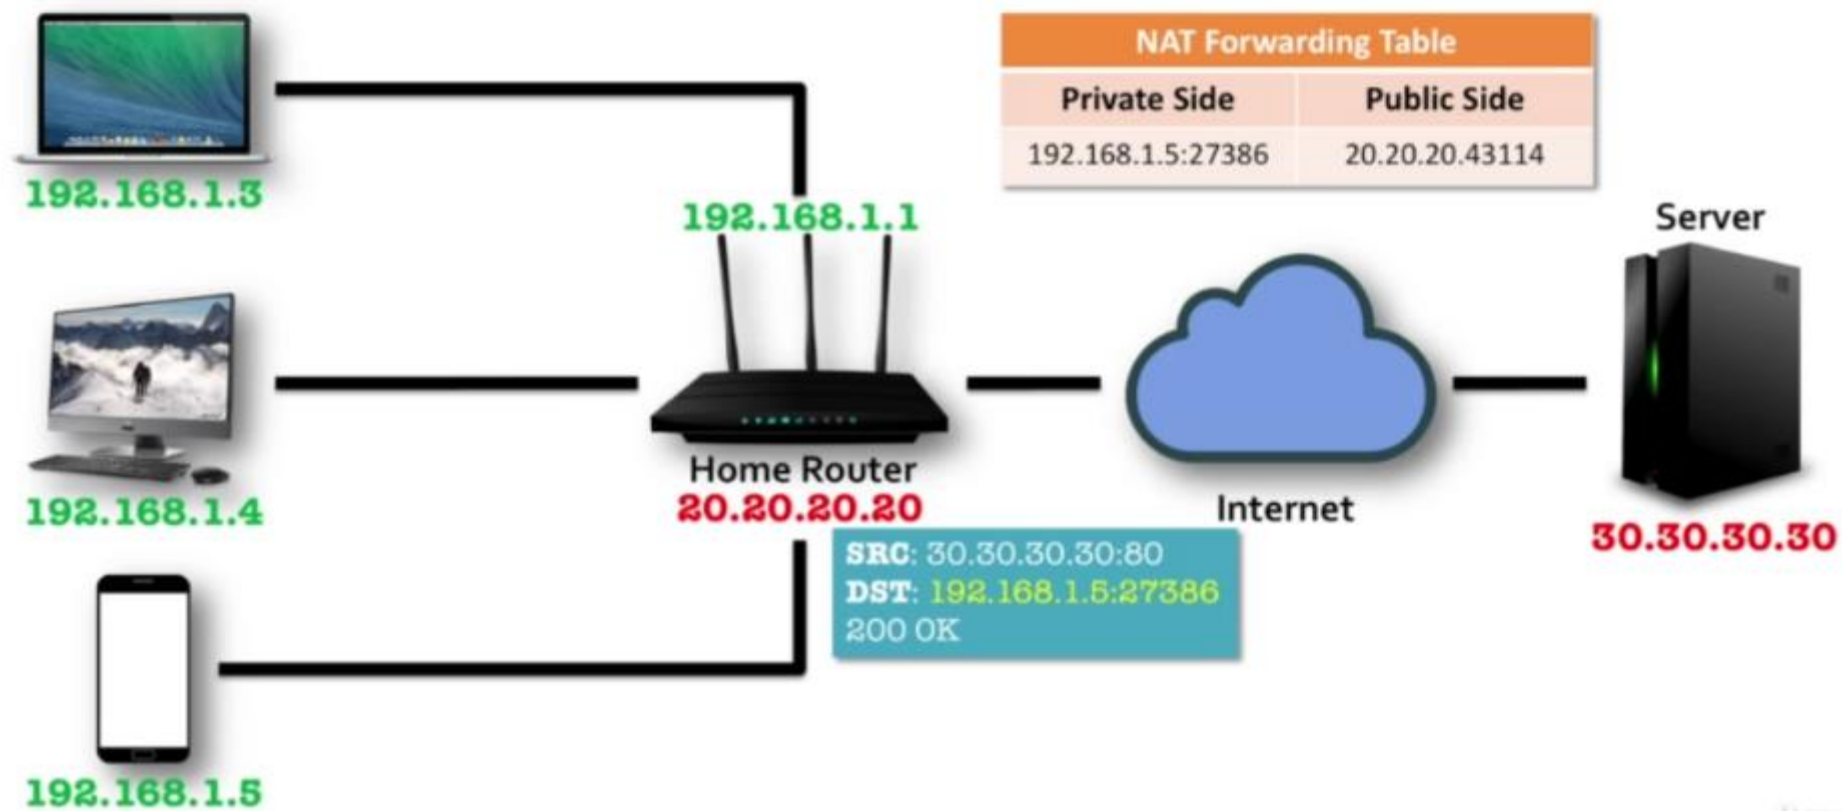 NAT Forwarding Table
Private Side Public Side
192.168.1.5:27386 20.20.20.43114
192.168.1.3
192.168.1.1
Server
192.168.1.4
Home Router
20.20.20.20
Internet
30.30.30.30
SRC: 30.30.30.30:80
DST: 192.168.1.5:27386
200 OK
192.168.1.5